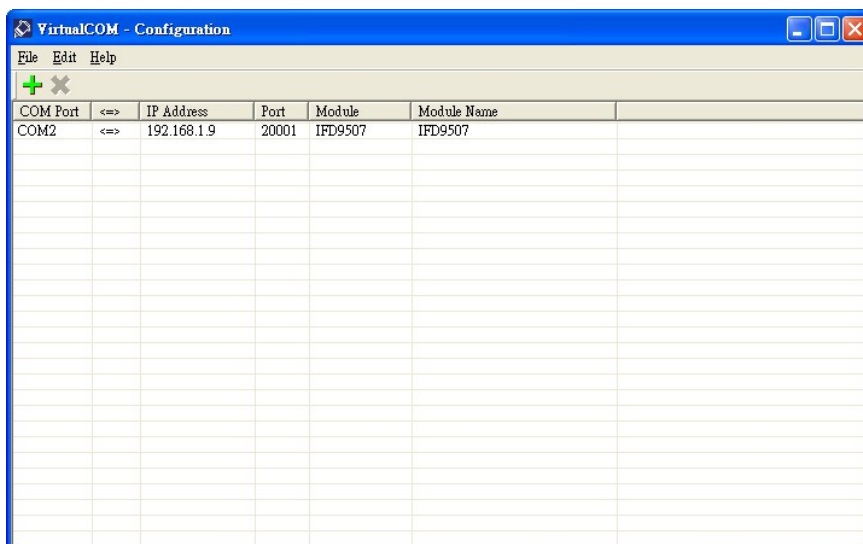 VirtualCOM - Configuration
File Edit Help
COM Port <=> IP Address Port Module Module Name
COM2 <=> 192.168.1.9 20001 IFD9507 IFD9507